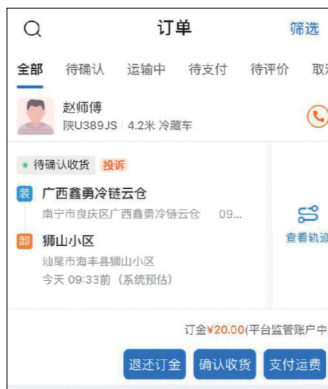 订单
筛选
全部 待确认 运输中 待支付 待评价 取
赵师傅
陕U389JS 4.2米 冷藏车
待确认收货 投诉
装 广西鑫勇冷链云仓
南宁市良庆区广西鑫勇冷链云仓 09...
卸 狮山小区
汕尾市海丰县狮山小区
查看轨迹
今天 09:33前（系统预估）
订金¥20.00(平台监管账户中
退还订金 确认收货 支付运费